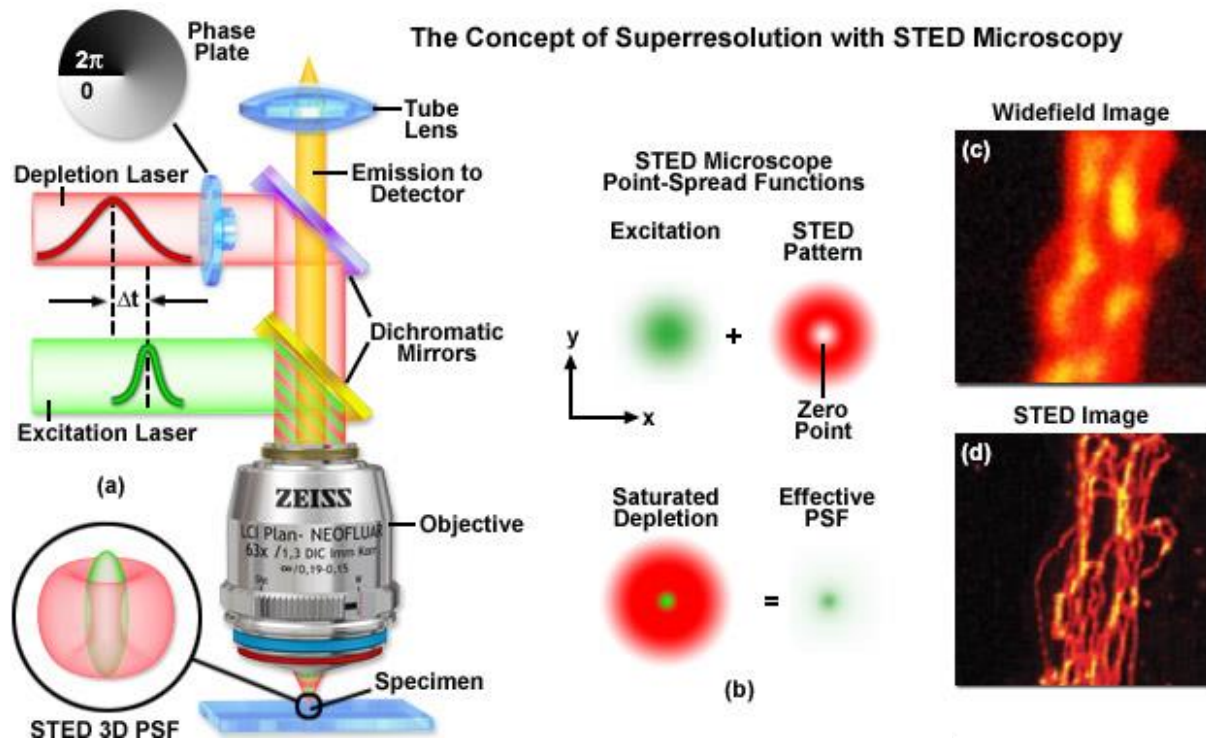 The Concept of Superresolution with STED Microscopy
Phase
Plate
2π
0
Tube
Lens
Depletion Laser
Emission to
Detector
Δt
Dichromatic
Mirrors
Excitation Laser
(a)
ZEISS
LCI Plan- NEOFLUAR
63x /1,3 DIC Imm Korr
∞/0,19-0,15
Objective
Specimen
STED 3D PSF
STED Microscope
Point-Spread Functions
Excitation
STED
Pattern
+
y
x
Zero
Point
Saturated
Depletion
Effective
PSF
=
(b)
Widefield Image
(c)
STED Image
(d)